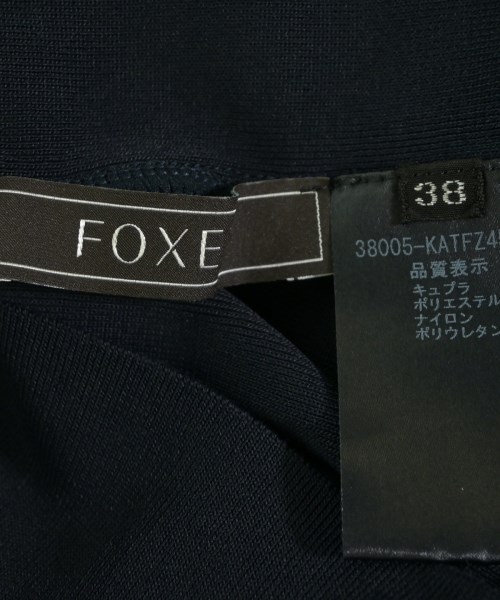 FOXE
38
38005-KATFZ4
品質表示
キュプラ
ポリエステル
ナイロン
ポリウレタン